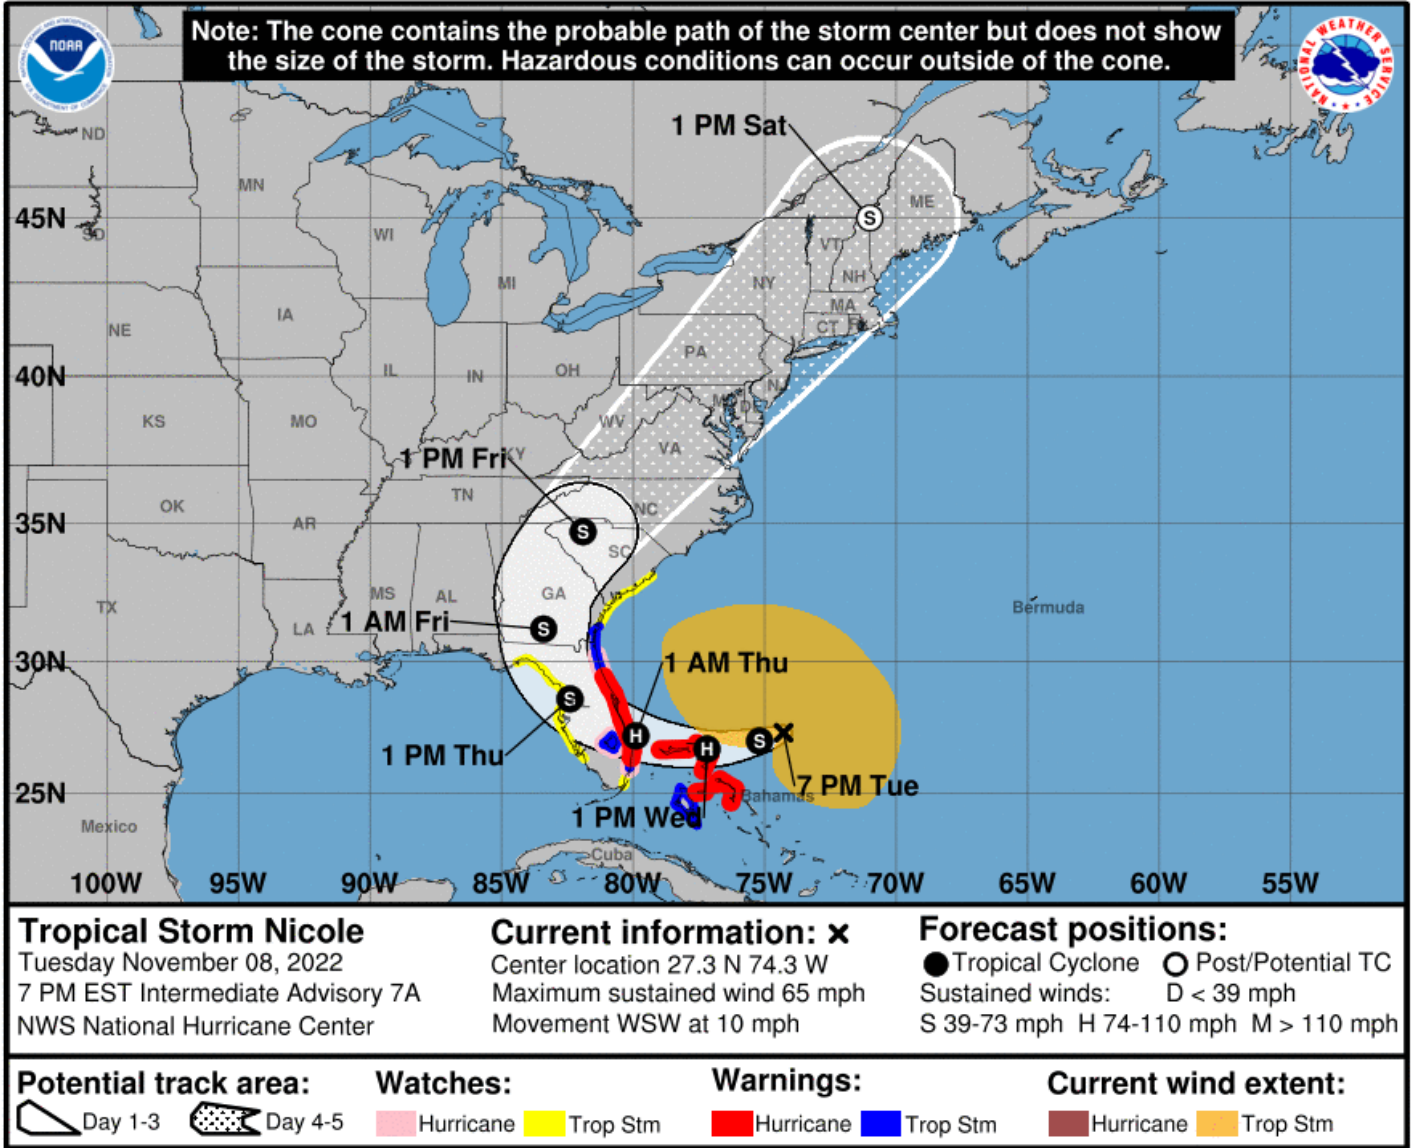 Note: The cone contains the probable path of the storm center but does not show
the size of the storm. Hazardous conditions can occur outside of the cone.
NOAA
NATIONAL WEATHER SERVICE
1 PM Sat
ND
MN
ME
45N
SD
WI
VT
MI
NY
NH
IA
MA
NE
CT
PA
40N
IL
IN
OH
NJ
MD
DE
KS
MO
WV
VA
1 PM Fri
KY
TN
OK
NC
35N
AR
SC
MS
AL
GA
TX
Bermuda
1 AM Fri
LA
30N
1 AM Thu
1 PM Thu
7 PM Tue
25N
Bahamas
1 PM Wed
Mexico
Cuba
S
S
S
S
H
H
S
100W 95W 90W 85W 80W 75W 70W 65W 60W 55W
Tropical Storm Nicole
Tuesday November 08, 2022
7 PM EST Intermediate Advisory 7A
NWS National Hurricane Center
Current information: ×
Center location 27.3 N 74.3 W
Maximum sustained wind 65 mph
Movement WSW at 10 mph
Forecast positions:
Tropical Cyclone Post/Potential TC
Sustained winds: D < 39 mph
S 39-73 mph H 74-110 mph M > 110 mph
Potential track area:
Day 1-3 Day 4-5
Watches:
Hurricane Trop Stm
Warnings:
Hurricane Trop Stm
Current wind extent:
Hurricane Trop Stm